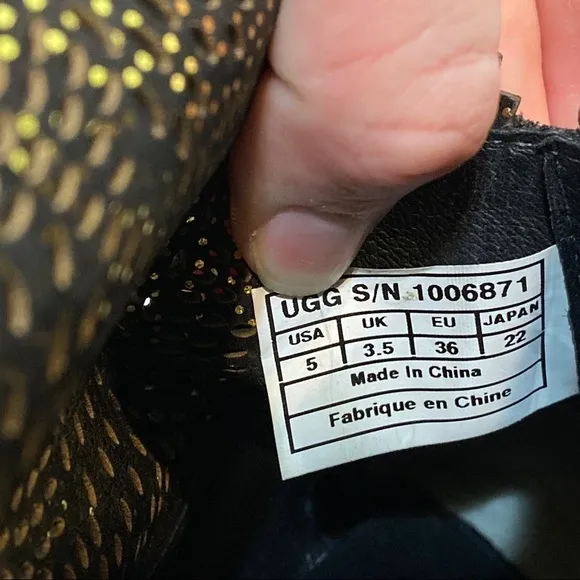 UGG S/N 1006871
USA UK EU JAPAN
5 3.5 36 22
Made In China
Fabrique en Chine